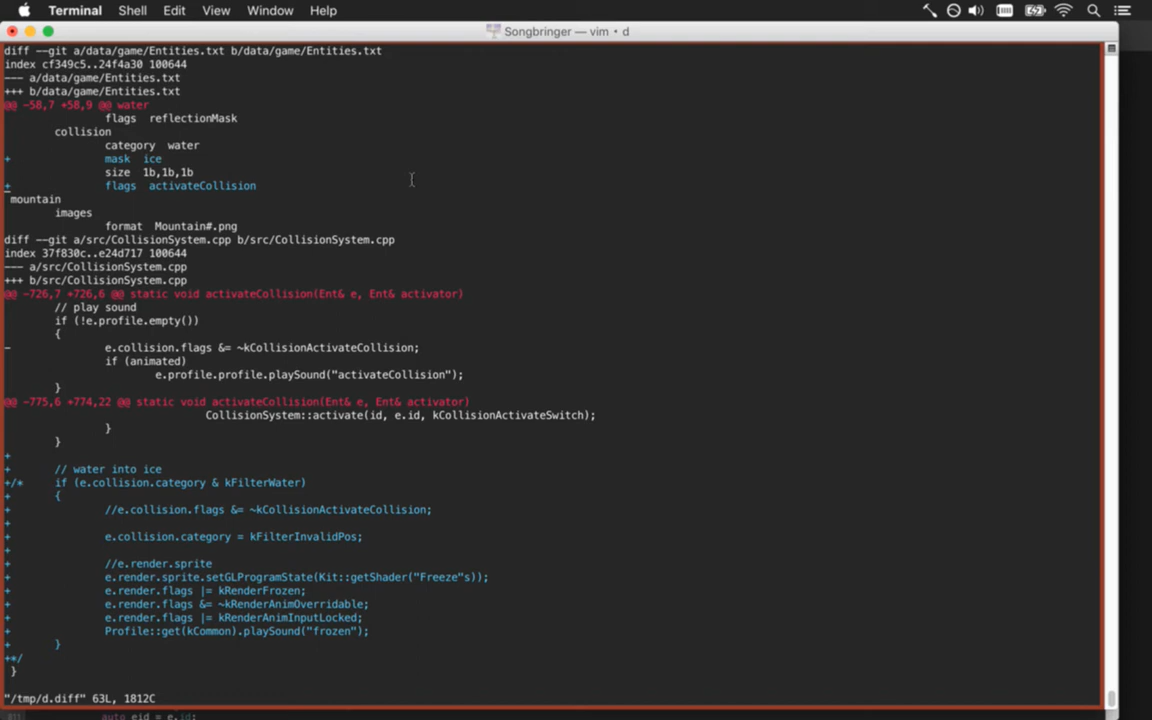 Terminal Shell Edit View Window Help
Songbringer — vim • d
diff --git a/data/game/Entities.txt b/data/game/Entities.txt
index cf349c5..24f4a30 100644
--- a/data/game/Entities.txt
+++ b/data/game/Entities.txt
@@ -58,7 +58,9 @@ water
flags reflectionMask
collision
category water
+ mask ice
size 1b,1b,1b
+ flags activateCollision
mountain
images
format Mountain#.png
diff --git a/src/CollisionSystem.cpp b/src/CollisionSystem.cpp
index 37f830c..e24d717 100644
--- a/src/CollisionSystem.cpp
+++ b/src/CollisionSystem.cpp
@@ -726,7 +726,6 @@ static void activateCollision(Ent& e, Ent& activator)
// play sound
if (!e.profile.empty())
{
- e.collision.flags &= ~kCollisionActivateCollision;
if (animated)
e.profile.profile.playSound("activateCollision");
}
@@ -775,6 +774,22 @@ static void activateCollision(Ent& e, Ent& activator)
CollisionSystem::activate(id, e.id, kCollisionActivateSwitch);
}
}
+
+ // water into ice
+/* if (e.collision.category & kFilterWater)
+ {
+ //e.collision.flags &= ~kCollisionActivateCollision;
+
+ e.collision.category = kFilterInvalidPos;
+
+ //e.render.sprite
+ e.render.sprite.setGLProgramState(Kit::getShader("Freeze"s));
+ e.render.flags |= kRenderFrozen;
+ e.render.flags &= ~kRenderAnimOverridable;
+ e.render.flags |= kRenderAnimInputLocked;
+ Profile::get(kCommon).playSound("frozen");
+ }
+*/
}
"/tmp/d.diff" 63L, 1812C
auto eid = e.id;